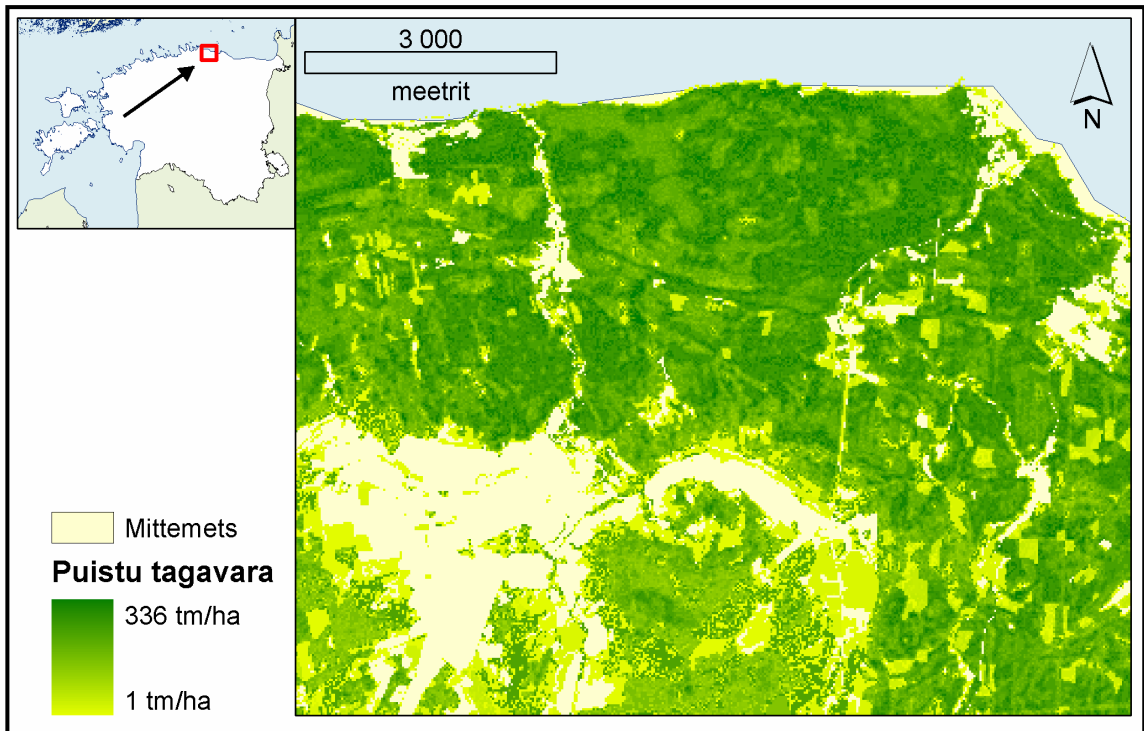 3 000
meetrit
N
Mittemets
Puistu tagavara
336 tm/ha
1 tm/ha